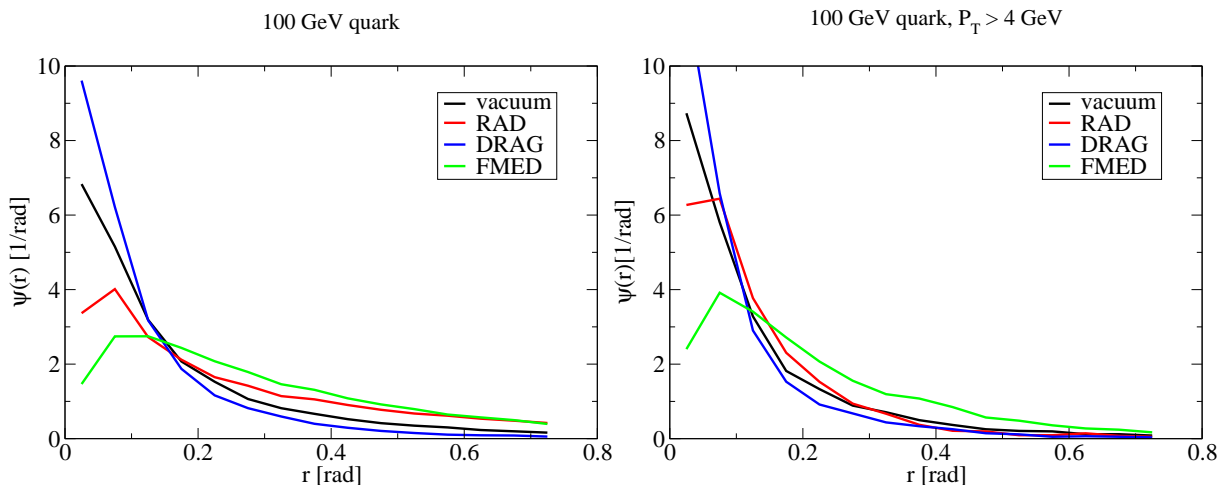 100 GeV quark
10
8
6
4
2
0
ψ(r) [1/rad]
vacuum
RAD
DRAG
FMED
0
0.2
0.4
0.6
0.8
r [rad]
100 GeV quark, P_T > 4 GeV
10
8
6
4
2
0
ψ(r)[1/rad]
vacuum
RAD
DRAG
FMED
0
0.2
0.4
0.6
0.8
r [rad]